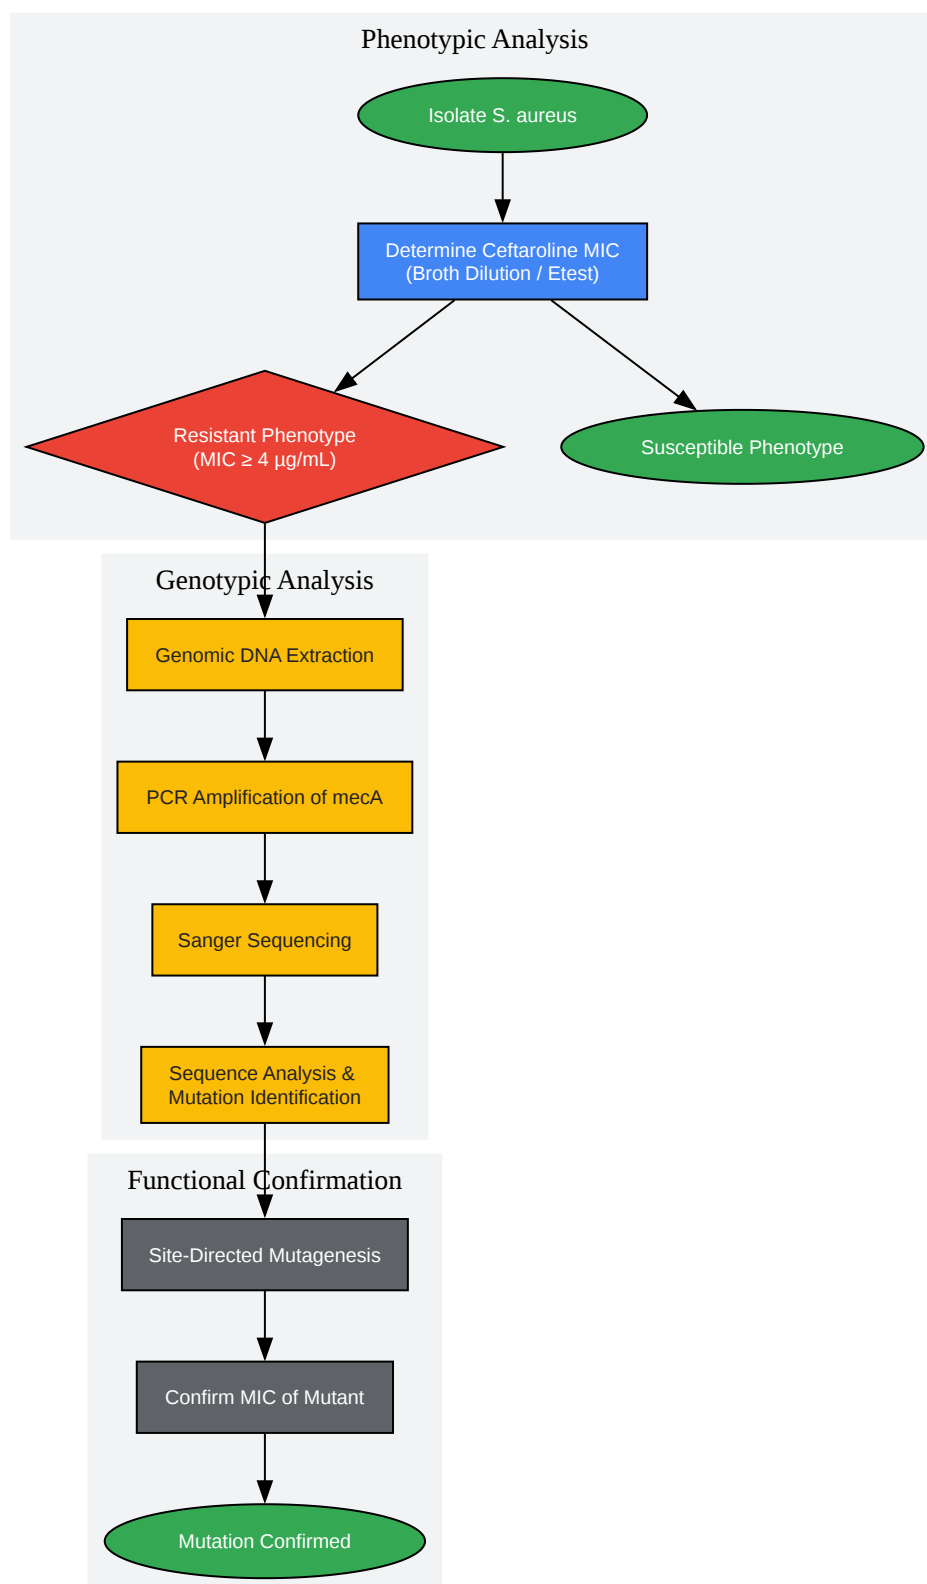 Phenotypic Analysis
Isolate S. aureus
Determine Ceftaroline MIC
(Broth Dilution / Etest)
Resistant Phenotype
(MIC ≥ 4 µg/mL)
Susceptible Phenotype
Genotypic Analysis
Genomic DNA Extraction
PCR Amplification of mecA
Sanger Sequencing
Sequence Analysis &
Mutation Identification
Functional Confirmation
Site-Directed Mutagenesis
Confirm MIC of Mutant
Mutation Confirmed